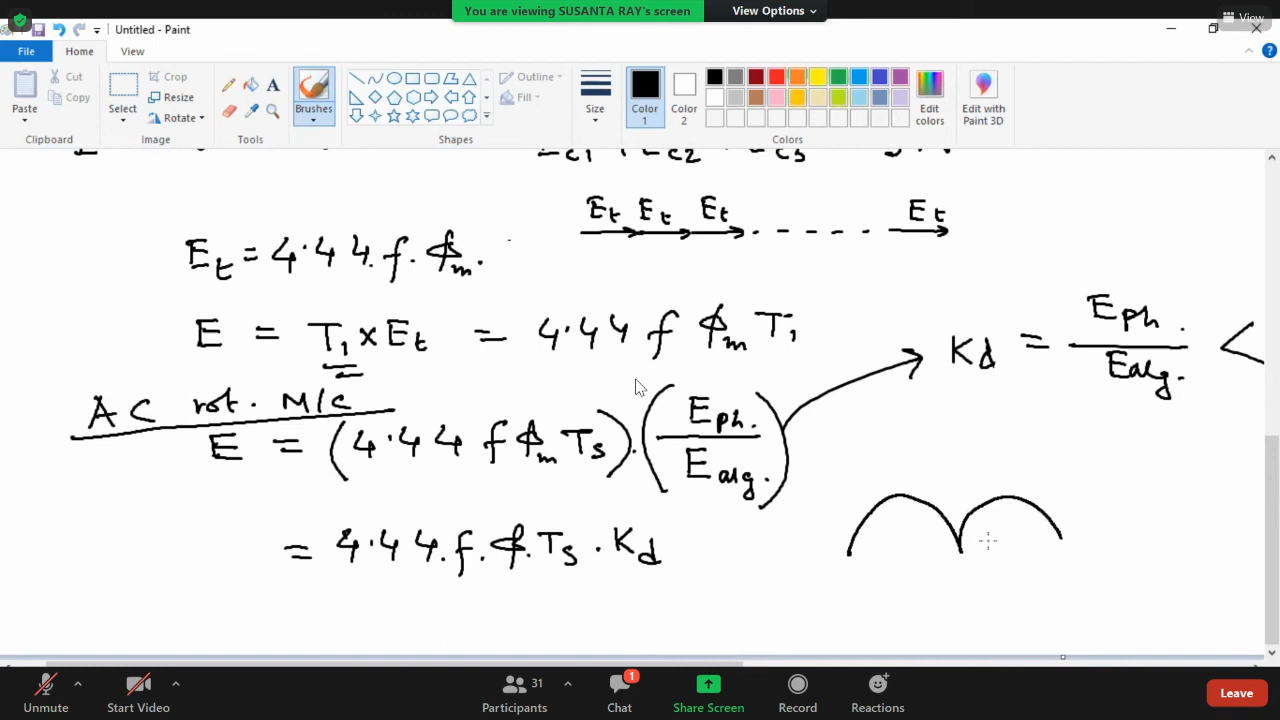 You are viewing SUSANTA RAY's screen
View Options
View
Untitled - Paint
File
Home
View
Paste
Cut
Copy
Clipboard
Select
Crop
Resize
Rotate
Image
Tools
Brushes
Shapes
Outline
Fill
Size
Color 1
Color 2
Edit colors
Colors
Edit with Paint 3D
Et Et Et Et
Et = 4.44. f. ϕm.
E = T1 x Et = 4.44 f ϕm T1
Kd = Eph. / Ealg. <
AC rot. M/C
E = (4.44 f ϕm Ts) . (Eph. / Ealg.)
= 4.44. f. ϕ. Ts . Kd
Unmute
Start Video
31
Participants
1
Chat
Share Screen
Record
Reactions
Leave